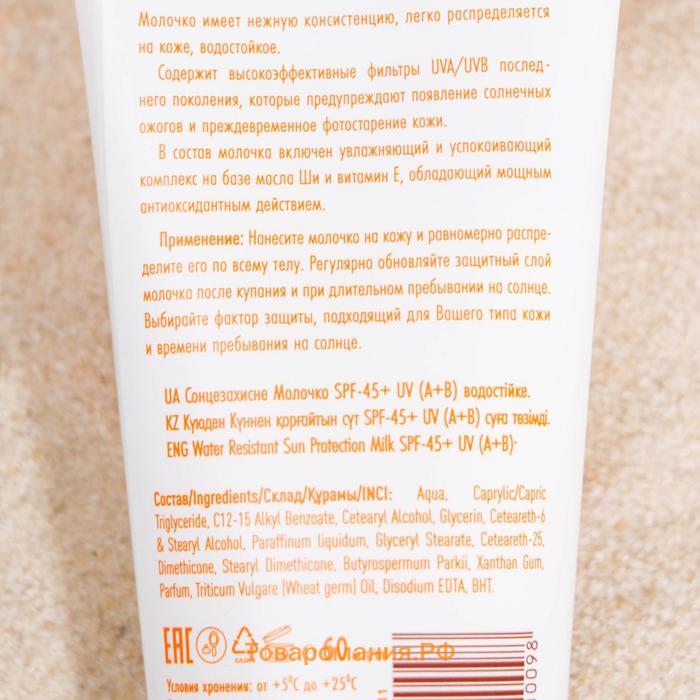 Молочко имеет нежную консистенцию, легко распределяется
на коже, водостойкое.
Содержит высокоэффективные фильтры UVA/UVB послед-
него поколения, которые предупреждают появление солнечных
ожогов и преждевременное фотостарение кожи.
В состав молочка включен увлажняющий и успокаивающий
комплекс на базе масла Ши и витамин Е, обладающий мощным
антиоксидантным действием.
Применение: Нанесите молочко на кожу и равномерно распре-
делите его по всему телу. Регулярно обновляйте защитный слой
молочка после купания и при длительном пребывании на солнце.
Выбирайте фактор защиты, подходящий для Вашего типа кожи
и времени пребывания на солнце.
UA Сонцезахисне Молочко SPF-45+ UV (А+В) водостійке.
KZ Күюден Күннен қорғайтын сүт SPF-45+ UV (А+В) суға төзімді.
ENG Water Resistant Sun Protection Milk SPF-45+ UV (A+B)·
Состав/Ingredients/Склад/Құрамы/INCI: Aqua, Caprylic/Capric
Triglyceride, C12-15 Alkyl Benzoate, Cetearyl Alcohol, Glycerin, Ceteareth-6
& Stearyl Alcohol, Paraffinum Liquidum, Glyceryl Stearate, Ceteareth-25,
Dimethicone, Stearyl Dimethicone, Butyrospermum Parkii, Xanthan Gum,
Parfum, Triticum Vulgare (Wheat germ) Oil, Disodium EDTA, BHT.
EAC 60
Товаромания.РФ
Условия хранения: от +5°С до +25°С